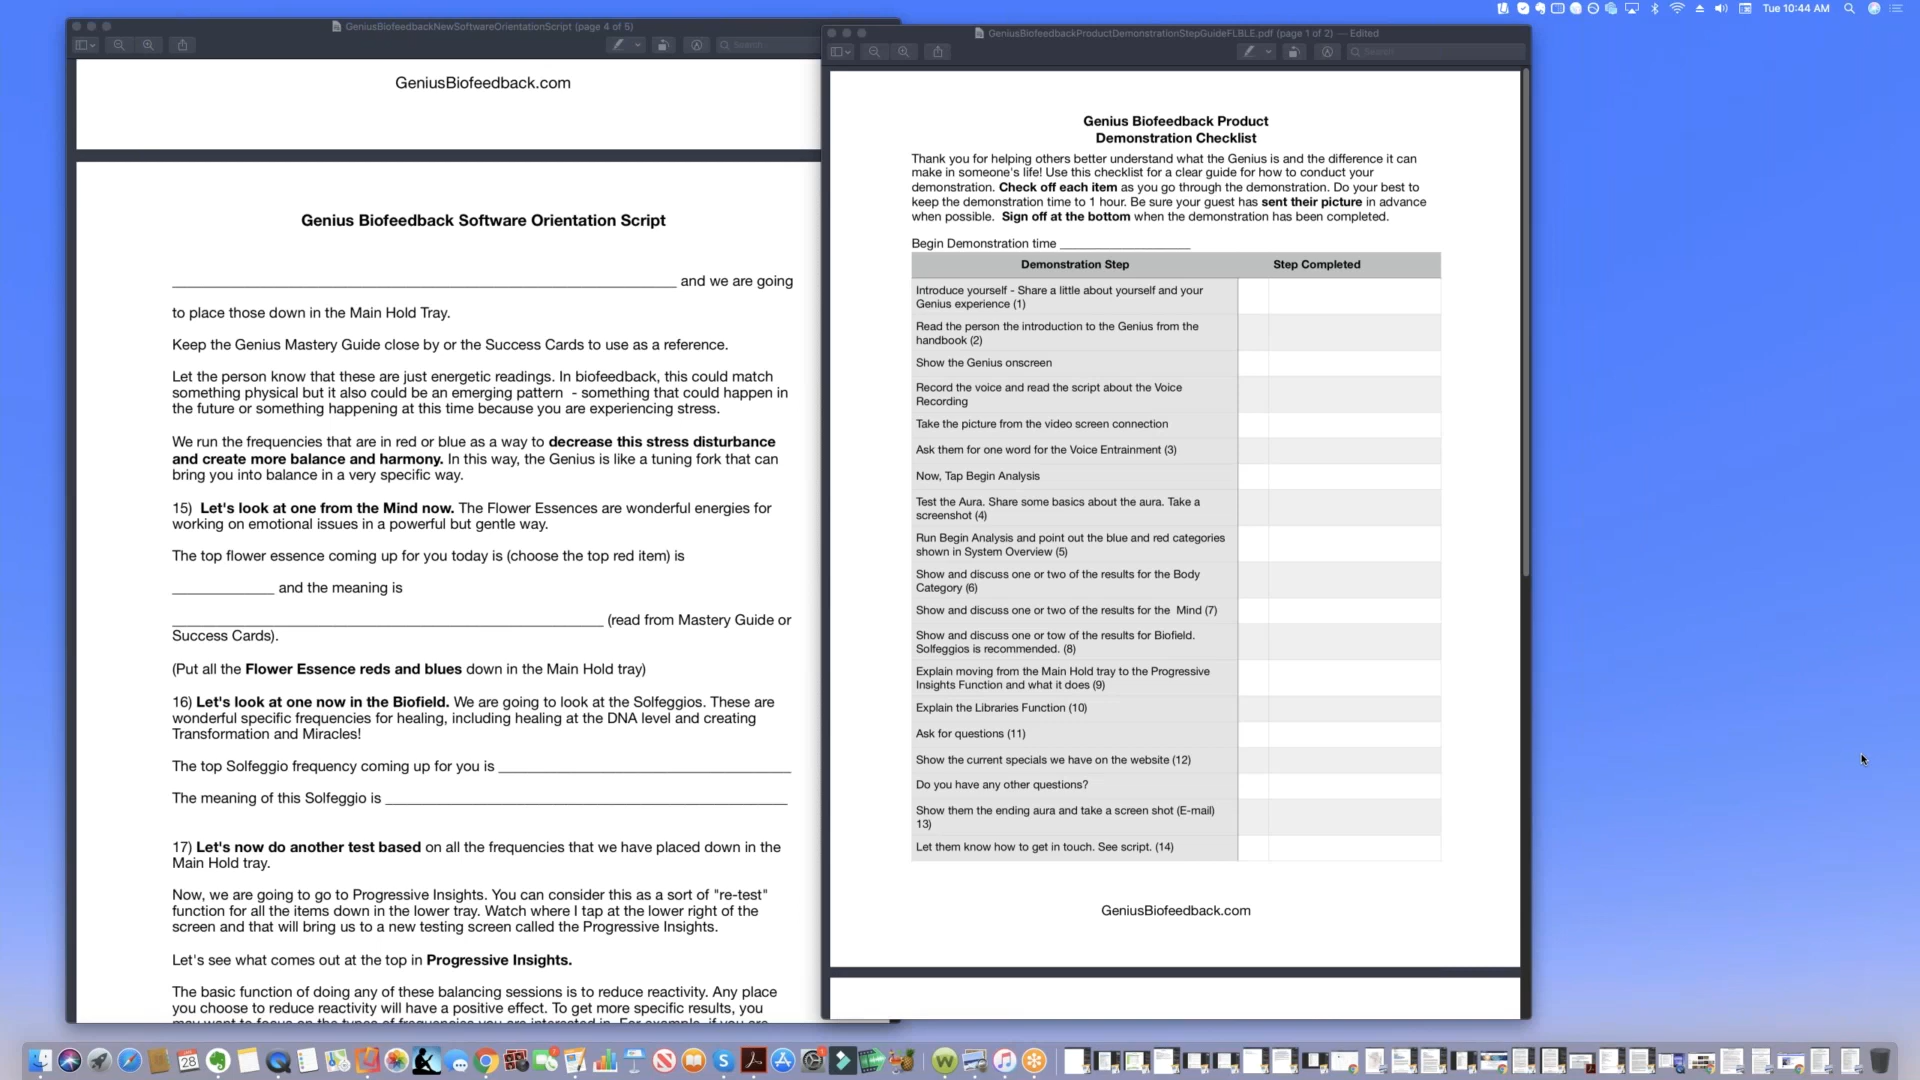 GeniusBiofeedbackNewSoftwareOrientationScript (page 4 of 5)
Tue 10:44 AM
Search
GeniusBiofeedback.com
Genius Biofeedback Software Orientation Script
and we are going
to place those down in the Main Hold Tray.
Keep the Genius Mastery Guide close by or the Success Cards to use as a reference.
Let the person know that these are just energetic readings. In biofeedback, this could match
something physical but it also could be an emerging pattern - something that could happen in
the future or something happening at this time because you are experiencing stress.
We run the frequencies that are in red or blue as a way to decrease this stress disturbance
and create more balance and harmony. In this way, the Genius is like a tuning fork that can
bring you into balance in a very specific way.
15) Let's look at one from the Mind now. The Flower Essences are wonderful energies for
working on emotional issues in a powerful but gentle way.
The top flower essence coming up for you today is (choose the top red item) is
____________ and the meaning is
____________ (read from Mastery Guide or
Success Cards).
(Put all the Flower Essence reds and blues down in the Main Hold tray)
16) Let's look at one now in the Biofield. We are going to look at the Solfeggios. These are
wonderful specific frequencies for healing, including healing at the DNA level and creating
Transformation and Miracles!
The top Solfeggio frequency coming up for you is ____________
The meaning of this Solfeggio is ____________
17) Let's now do another test based on all the frequencies that we have placed down in the
Main Hold tray.
Now, we are going to go to Progressive Insights. You can consider this as a sort of "re-test"
function for all the items down in the lower tray. Watch where I tap at the lower right of the
screen and that will bring us to a new testing screen called the Progressive Insights.
Let's see what comes out at the top in Progressive Insights.
The basic function of doing any of these balancing sessions is to reduce reactivity. Any place
you choose to reduce reactivity will have a positive effect. To get more specific results, you
GeniusBiofeedbackProductDemonstrationStepGuideFLBLE.pdf (page 1 of 2) — Edited
Search
Genius Biofeedback Product
Demonstration Checklist
Thank you for helping others better understand what the Genius is and the difference it can
make in someone's life! Use this checklist for a clear guide for how to conduct your
demonstration. Check off each item as you go through the demonstration. Do your best to
keep the demonstration time to 1 hour. Be sure your guest has sent their picture in advance
when possible. Sign off at the bottom when the demonstration has been completed.
Begin Demonstration time ____________
Demonstration Step Step Completed
Introduce yourself - Share a little about yourself and your
Genius experience (1)
Read the person the introduction to the Genius from the
handbook (2)
Show the Genius onscreen
Record the voice and read the script about the Voice
Recording
Take the picture from the video screen connection
Ask them for one word for the Voice Entrainment (3)
Now, Tap Begin Analysis
Test the Aura. Share some basics about the aura. Take a
screenshot (4)
Run Begin Analysis and point out the blue and red categories
shown in System Overview (5)
Show and discuss one or two of the results for the Body
Category (6)
Show and discuss one or two of the results for the Mind (7)
Show and discuss one or tow of the results for Biofield.
Solfeggios is recommended. (8)
Explain moving from the Main Hold tray to the Progressive
Insights Function and what it does (9)
Explain the Libraries Function (10)
Ask for questions (11)
Show the current specials we have on the website (12)
Do you have any other questions?
Show them the ending aura and take a screen shot (E-mail)
13)
Let them know how to get in touch. See script. (14)
GeniusBiofeedback.com